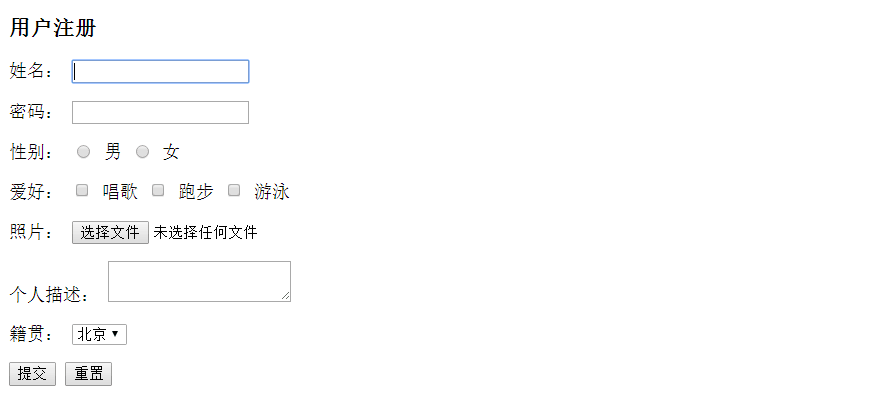 用户注册
姓名：
密码：
性别： 男 女
爱好： 唱歌 跑步 游泳
照片： 选择文件 未选择任何文件
个人描述：
籍贯： 北京
提交 重置